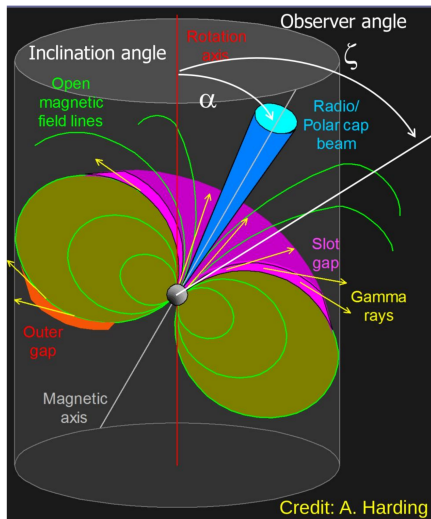 Observer angle
ζ
Inclination angle
Rotation
axis
α
Open
magnetic
field lines
Radio/
Polar cap
beam
Slot
gap
Gamma
rays
Outer
gap
Magnetic
axis
Credit: A. Harding